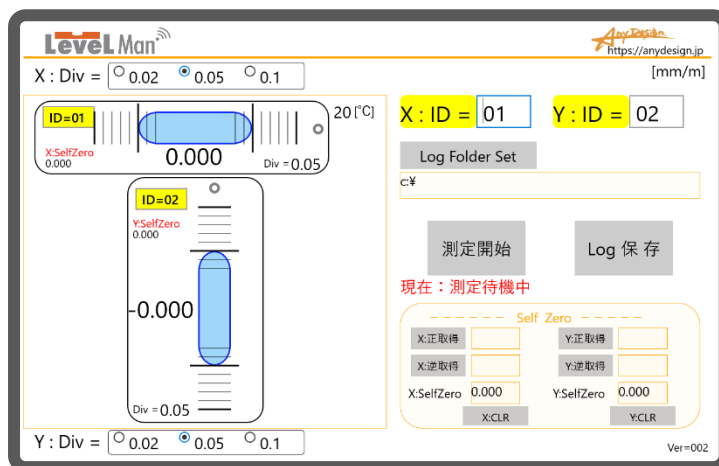 LeveL Man
AnyDesign
https://anydesign.jp
X : Div = 0.02 0.05 0.1
[mm/m]
ID=01
20 [℃]
X:SelfZero
0.000
0.000
Div = 0.05
ID=02
Y:SelfZero
0.000
-0.000
Div = 0.05
Y : Div = 0.02 0.05 0.1
X : ID = 01 Y : ID = 02
Log Folder Set
c:¥
測定開始 Log 保 存
現在：測定待機中
Self Zero
X:正取得 Y:正取得
X:逆取得 Y:逆取得
X:SelfZero 0.000 Y:SelfZero 0.000
X:CLR Y:CLR
Ver=002